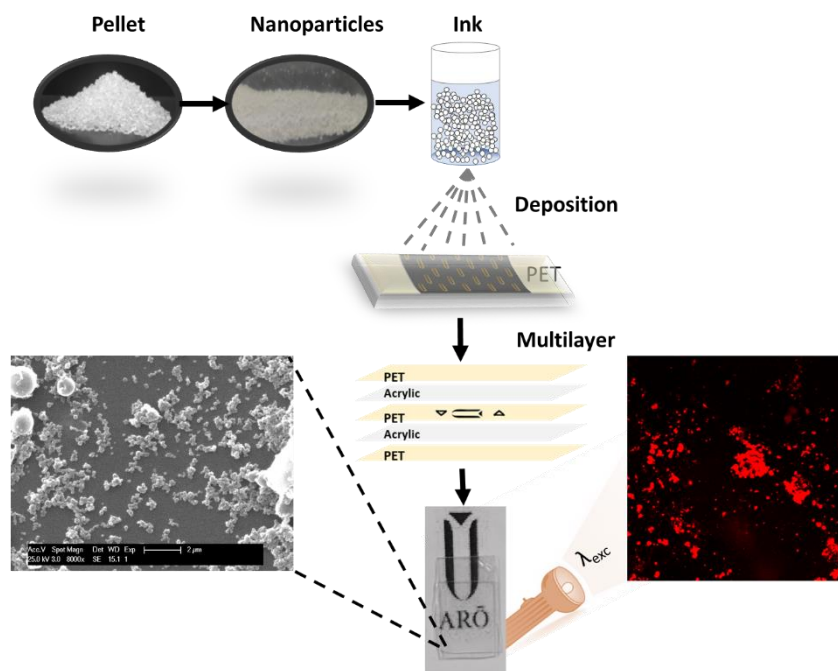 Pellet
Nanoparticles
Ink
Deposition
PET
Multilayer
PET
Acrylic
PET
Acrylic
PET
Acc.V Spot Magn Det WD Exp
25.0 kV 3.0 8000x SE 15.1 1
2 µm
λexc
ARŌ